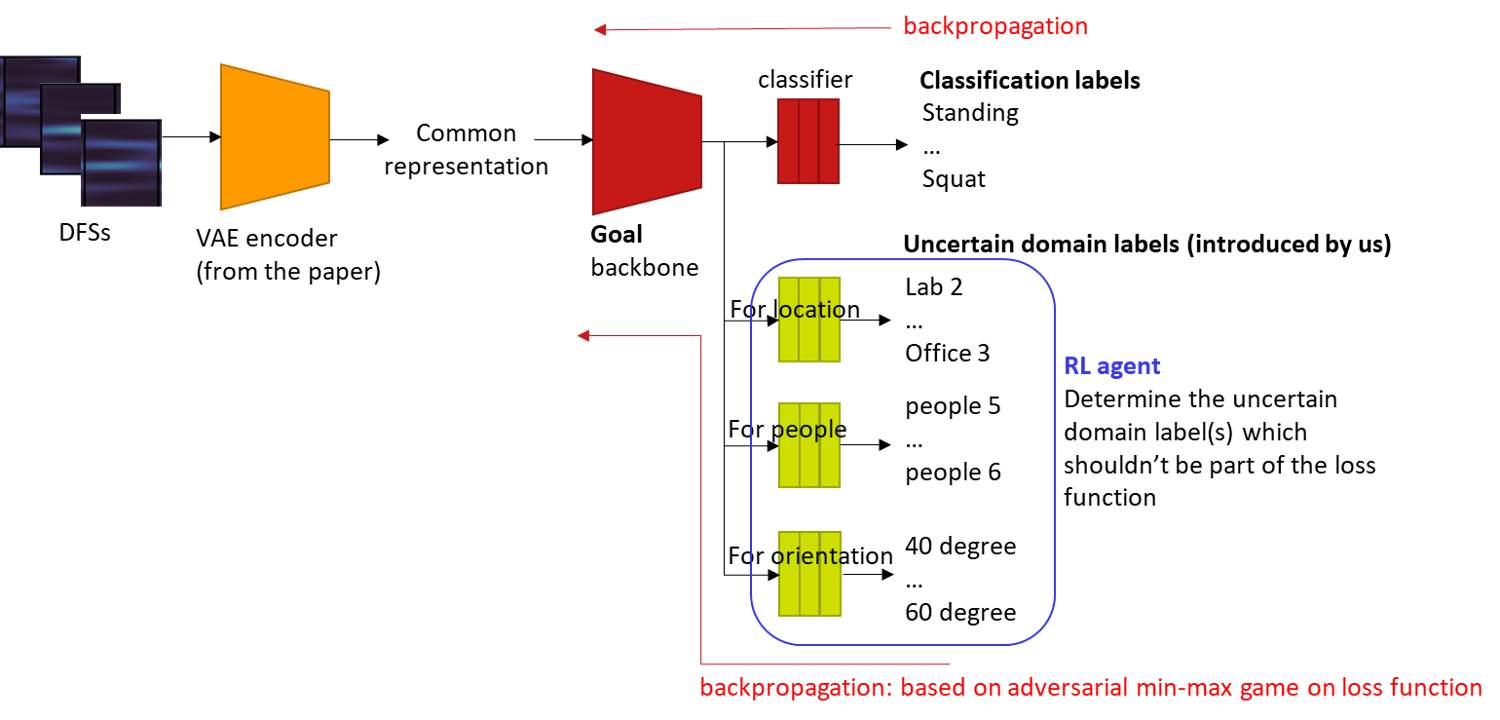 backpropagation
classifier
Classification labels
Standing
...
Squat
Common
representation
DFSs
VAE encoder
(from the paper)
Goal
backbone
Uncertain domain labels (introduced by us)
For location
Lab 2
...
Office 3
For people
people 5
...
people 6
For orientation
40 degree
...
60 degree
RL agent
Determine the uncertain
domain label(s) which
shouldn't be part of the loss
function
backpropagation: based on adversarial min-max game on loss function